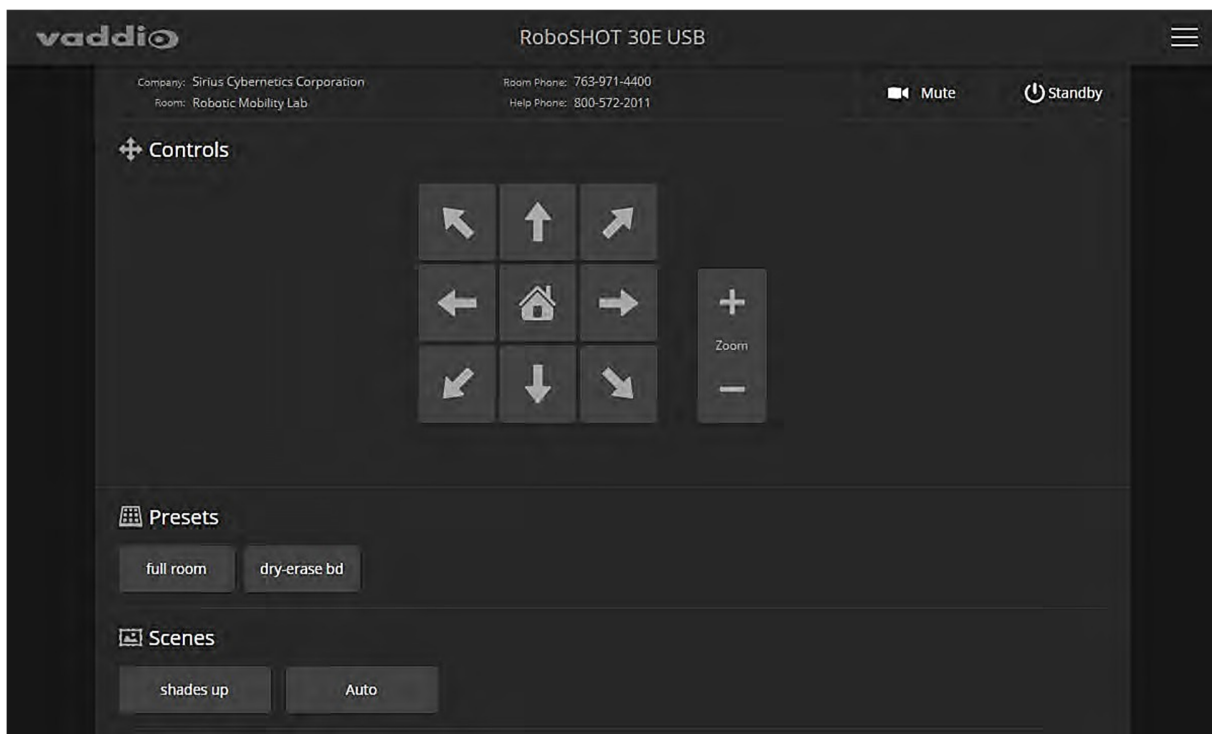 vaddio
RoboSHOT 30E USB
Company: Sirius Cybernetics Corporation
Room: Robotic Mobility Lab
Room Phone: 763-971-4400
Help Phone: 800-572-2011
Mute
Standby
Controls
+
Zoom
−
Presets
full room
dry-erase bd
Scenes
shades up
Auto